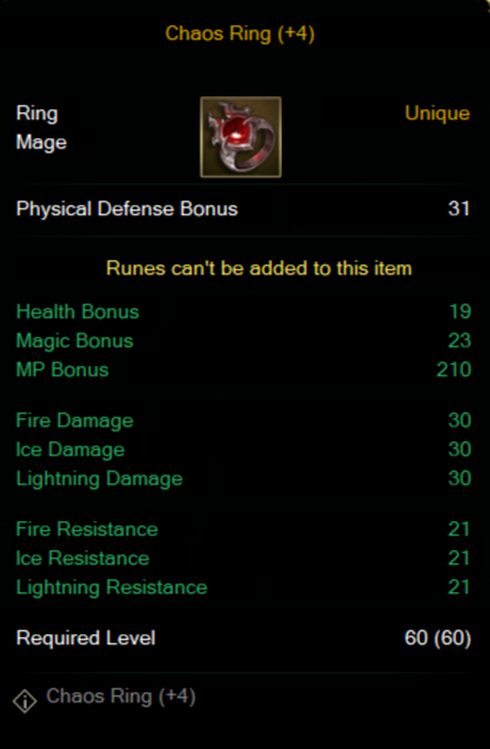 Chaos Ring (+4)
Ring Unique
Mage
Physical Defense Bonus 31
Runes can't be added to this item
Health Bonus 19
Magic Bonus 23
MP Bonus 210
Fire Damage 30
Ice Damage 30
Lightning Damage 30
Fire Resistance 21
Ice Resistance 21
Lightning Resistance 21
Required Level 60 (60)
Chaos Ring (+4)